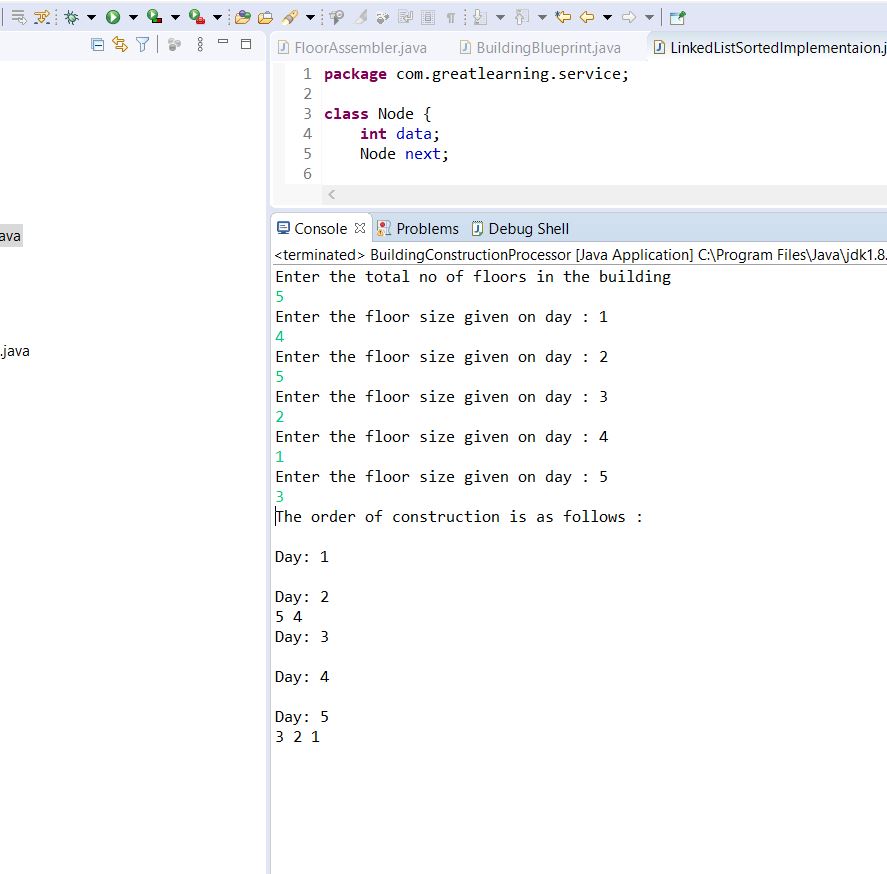 FloorAssembler.java
BuildingBlueprint.java
LinkedListSortedImplementaion.j
1 package com.greatlearning.service;
2
3 class Node {
4 int data;
5 Node next;
6
ava
.java
Console
Problems
Debug Shell
<terminated> BuildingConstructionProcessor [Java Application] C:\Program Files\Java\jdk1.8.
Enter the total no of floors in the building
5
Enter the floor size given on day : 1
4
Enter the floor size given on day : 2
5
Enter the floor size given on day : 3
2
Enter the floor size given on day : 4
1
Enter the floor size given on day : 5
3
The order of construction is as follows :
Day: 1
Day: 2
5 4
Day: 3
Day: 4
Day: 5
3 2 1